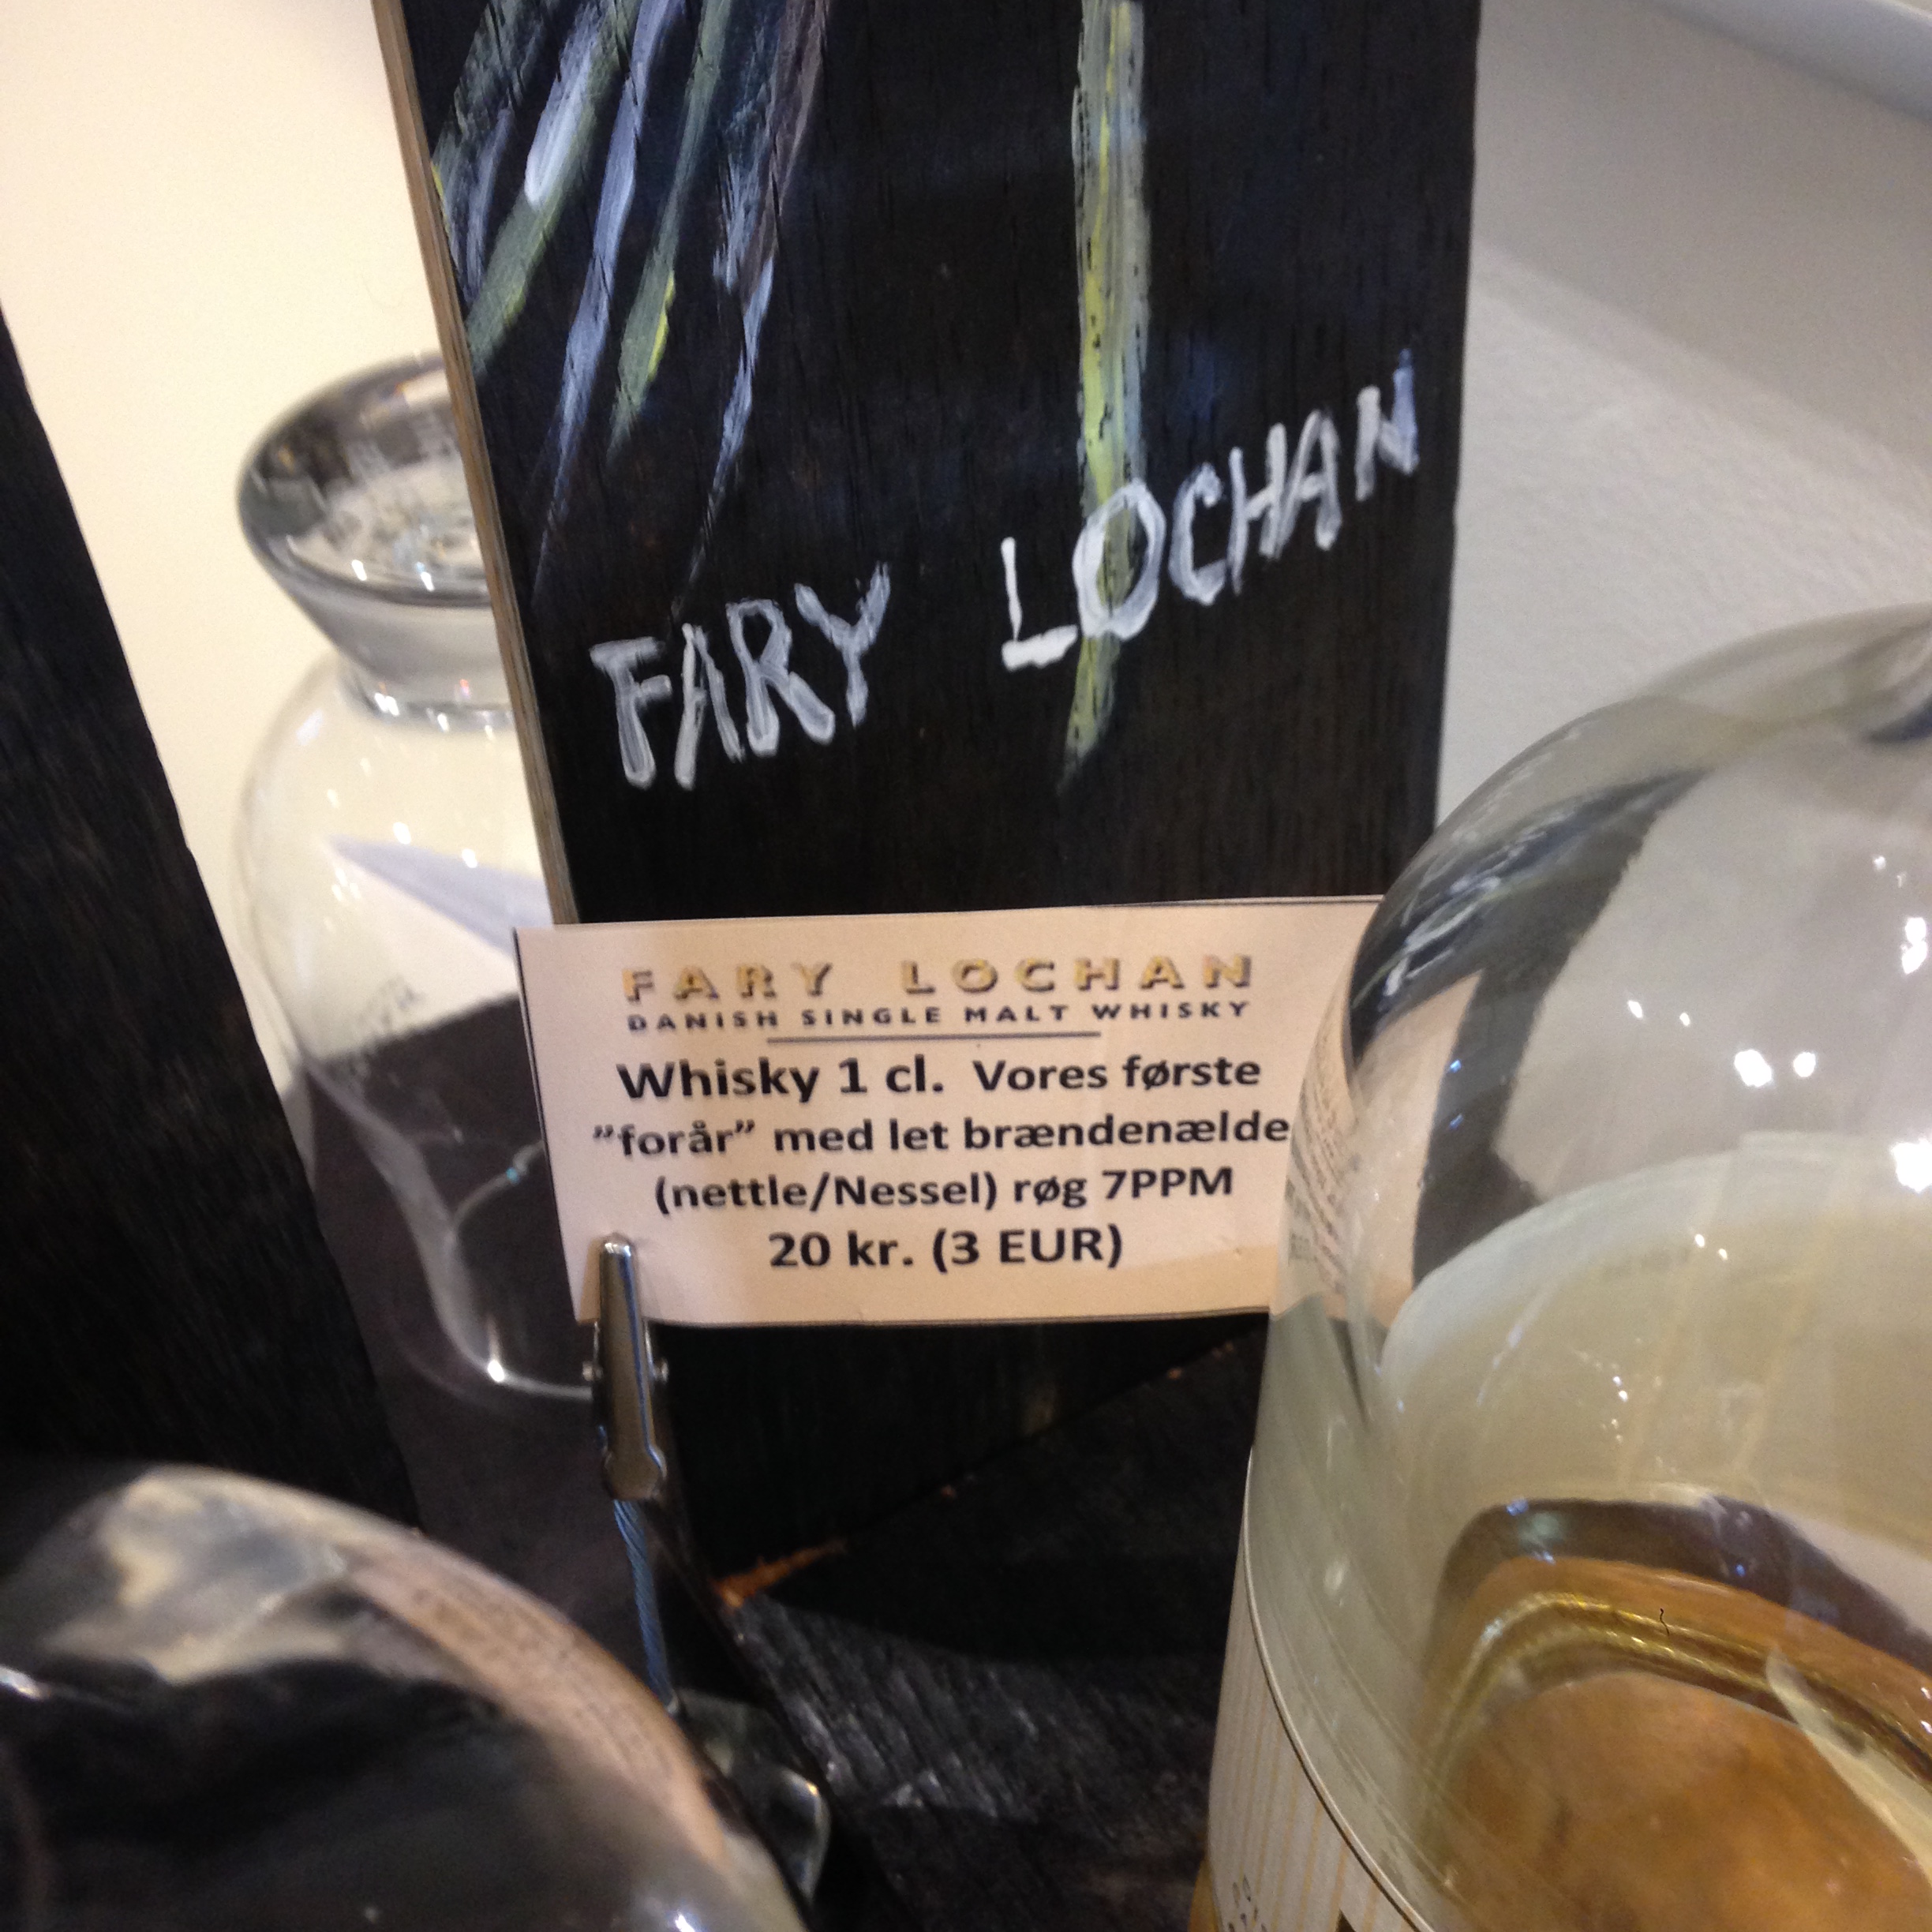 FARY LOCHAN
FARY LOCHAN
DANISH SINGLE MALT WHISKY
Whisky 1 cl. Vores første
”forår” med let brændenælde
(nettle/Nessel) røg 7PPM
20 kr. (3 EUR)